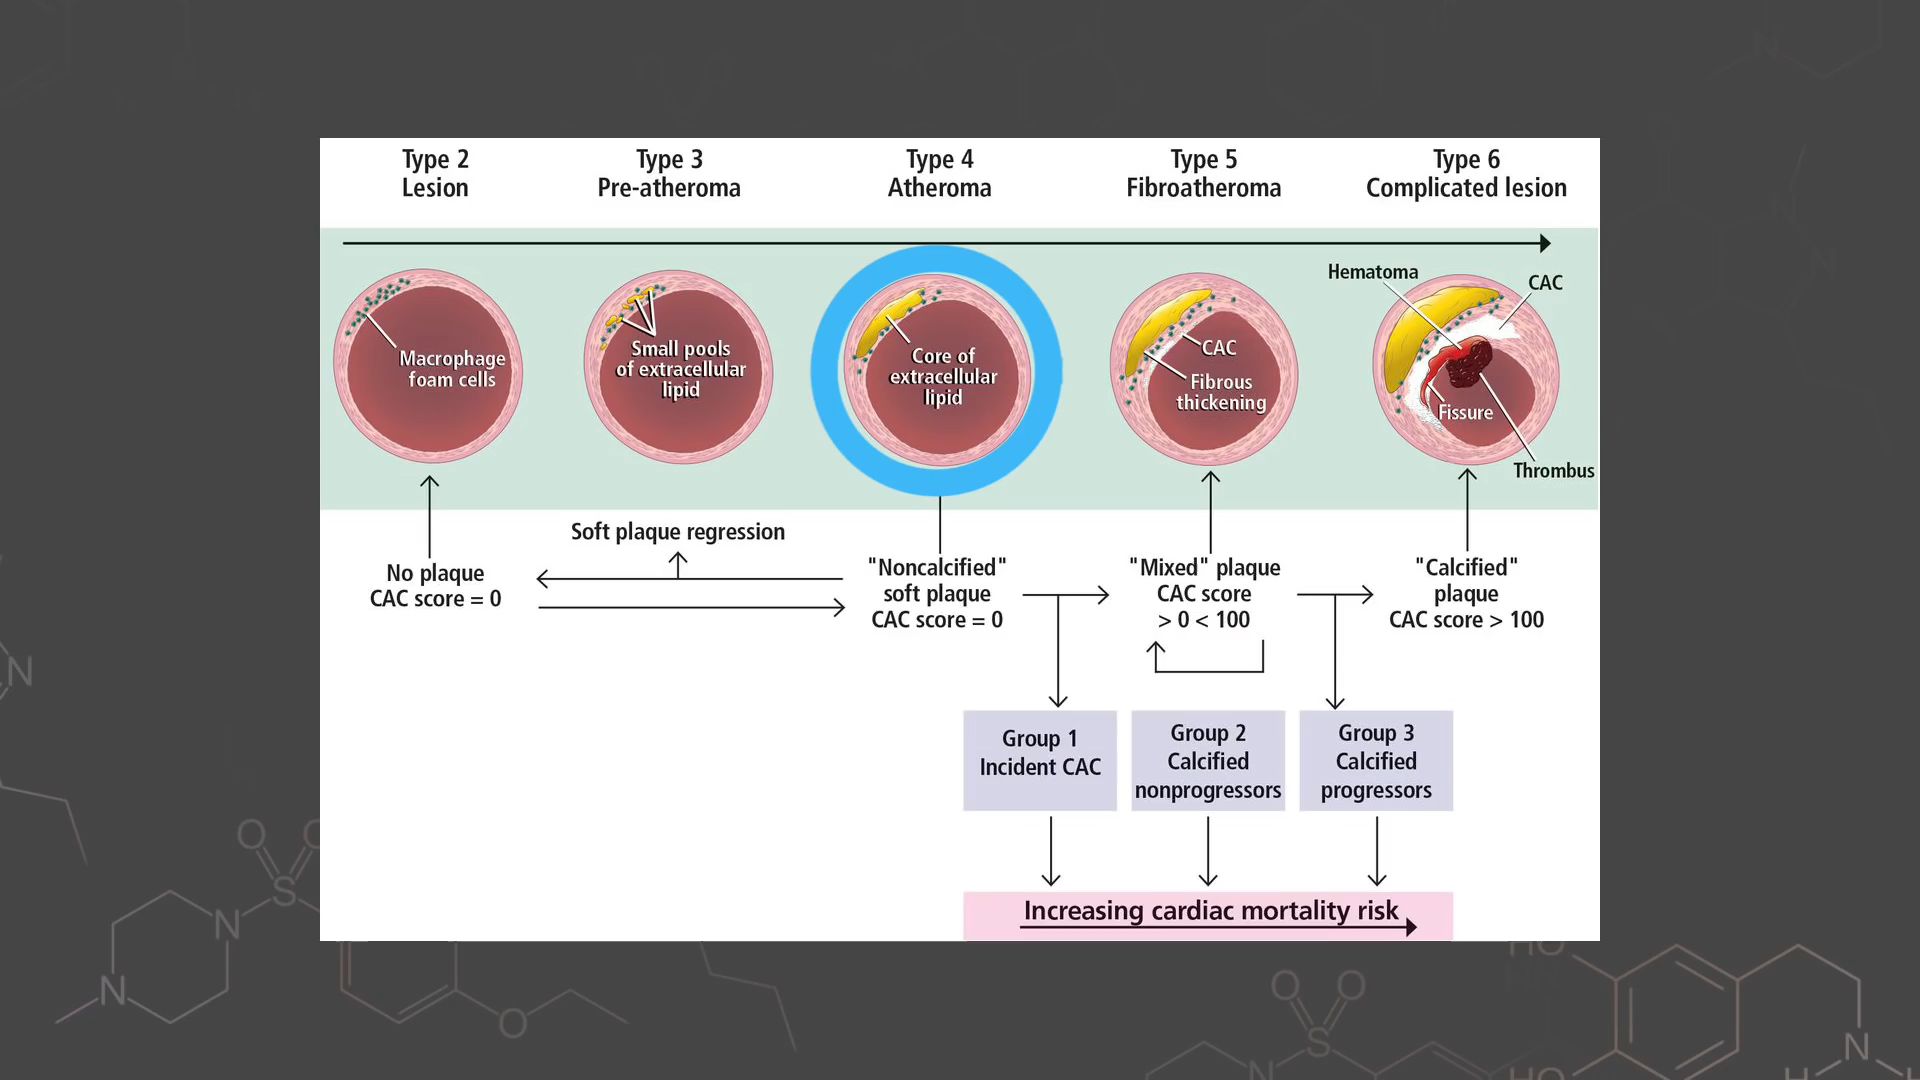 Type 2
Lesion
Type 3
Pre-atheroma
Type 4
Atheroma
Type 5
Fibroatheroma
Type 6
Complicated lesion
Macrophage
foam cells
Small pools
of extracellular
lipid
Core of
extracellular
lipid
CAC
Fibrous
thickening
Hematoma
CAC
Fissure
Thrombus
No plaque
CAC score = 0
Soft plaque regression
"Noncalcified"
soft plaque
CAC score = 0
"Mixed" plaque
CAC score
> 0 < 100
"Calcified"
plaque
CAC score > 100
Group 1
Incident CAC
Group 2
Calcified
nonprogressors
Group 3
Calcified
progressors
Increasing cardiac mortality risk
N
O
O
S
N
N
O
O
O
S
N
HO
HO
N
H
H